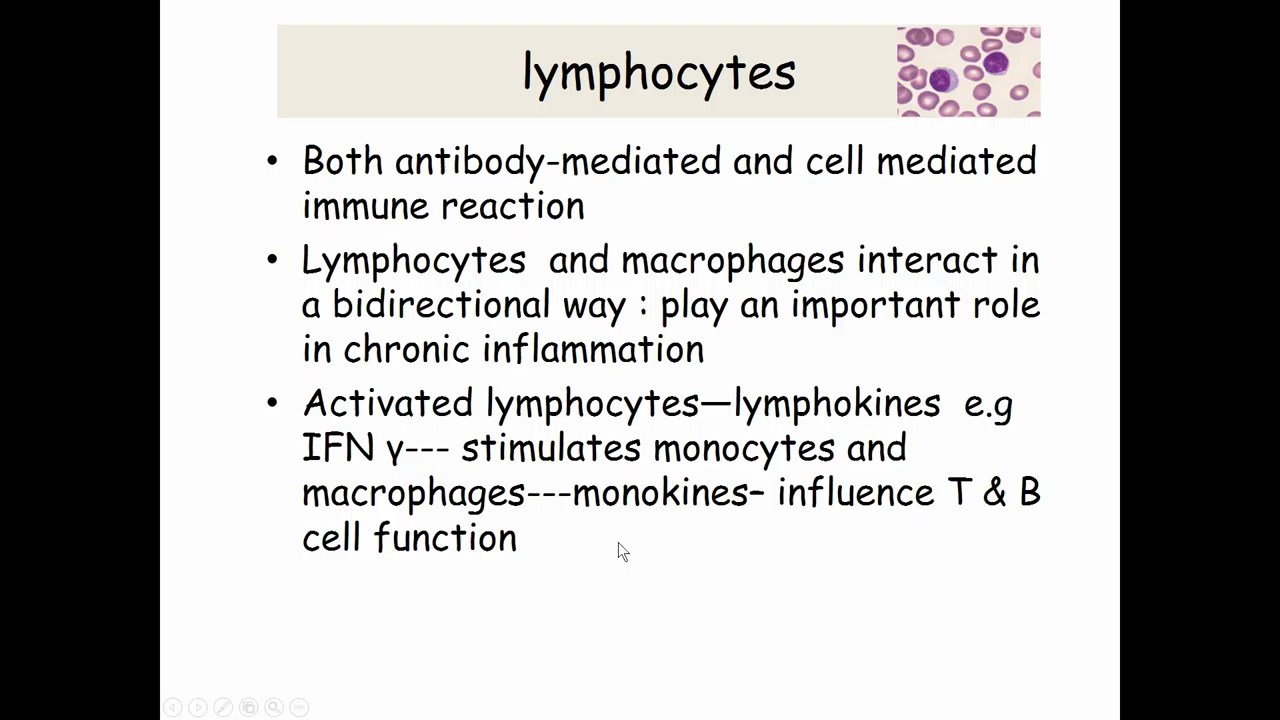 lymphocytes
• Both antibody-mediated and cell mediated
immune reaction
• Lymphocytes  and macrophages interact in
a bidirectional way : play an important role
in chronic inflammation
• Activated lymphocytes—lymphokines  e.g
IFN γ--- stimulates monocytes and
macrophages---monokines– influence T & B
cell function